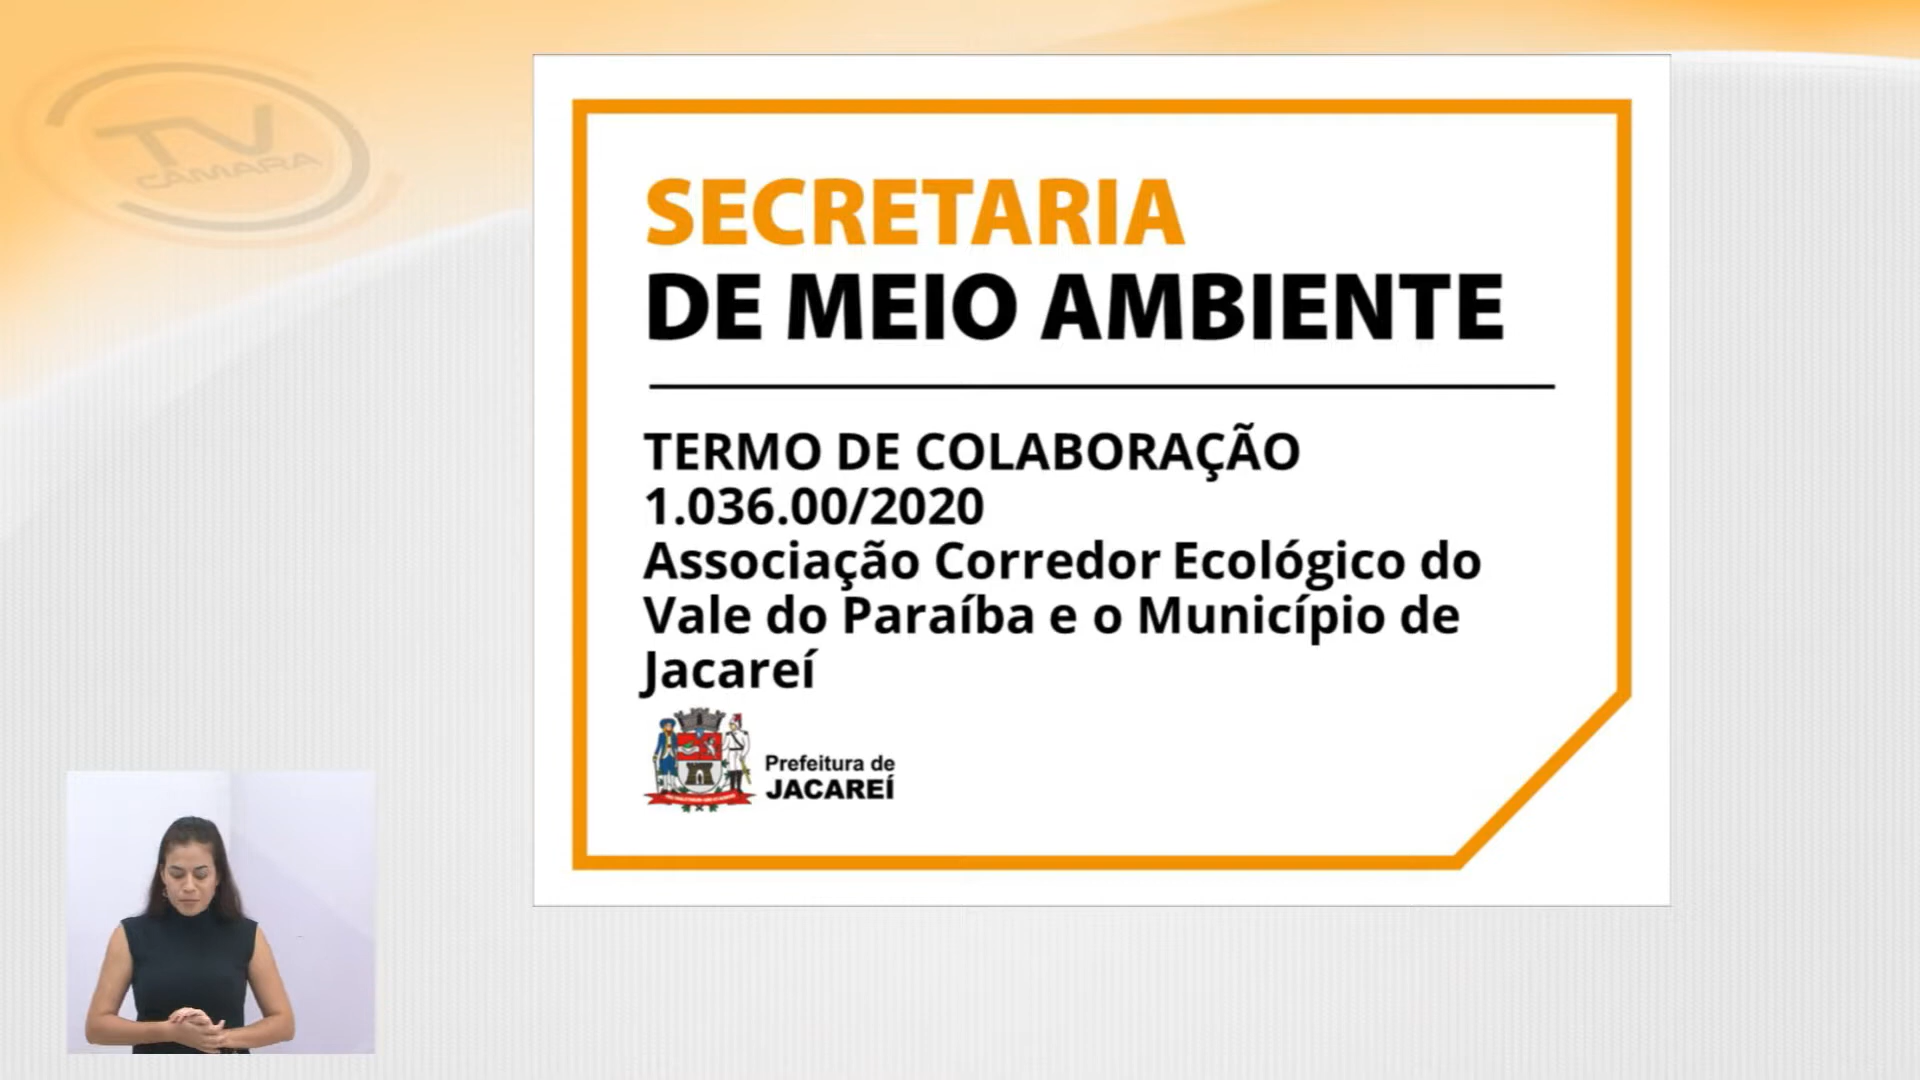 TV
CÂMARA
SECRETARIA
DE MEIO AMBIENTE
TERMO DE COLABORAÇÃO
1.036.00/2020
Associação Corredor Ecológico do
Vale do Paraíba e o Município de
Jacareí
Prefeitura de
JACAREÍ